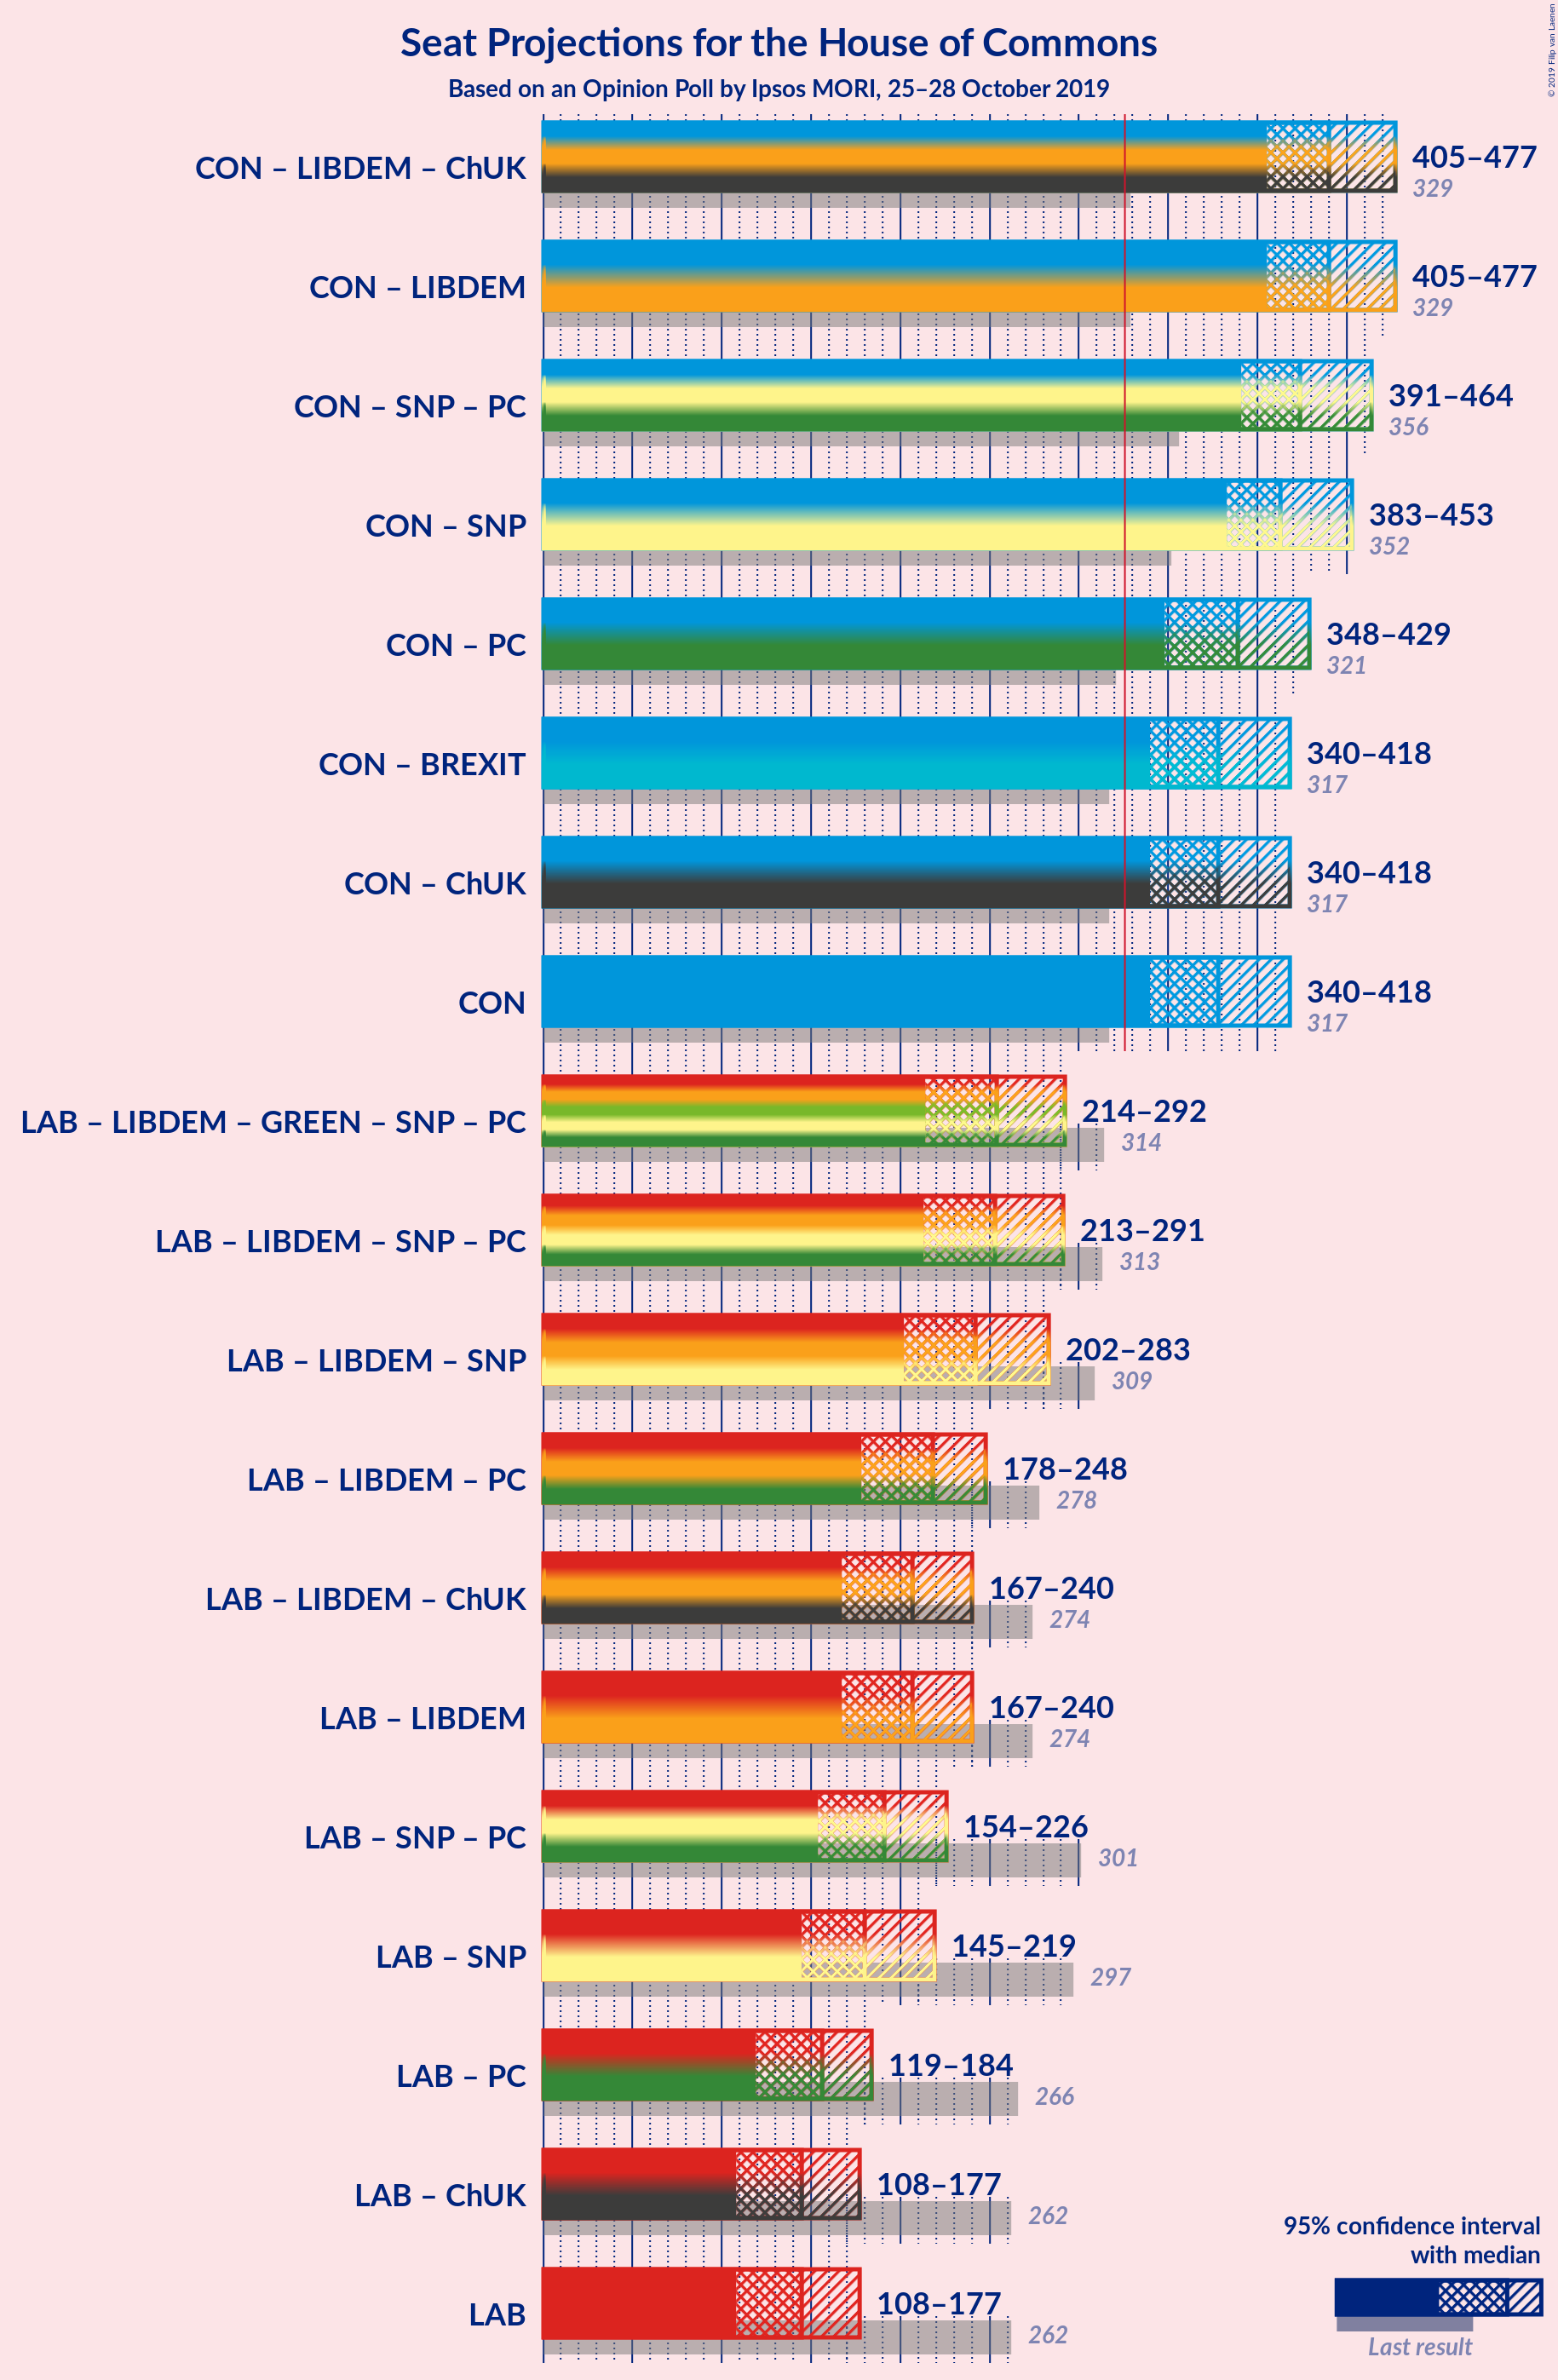 Seat Projections for the House of Commons
Based on an Opinion Poll by Ipsos MORI, 25–28 October 2019
© 2019 Filip van Laenen
CON – LIBDEM – ChUK
405–477
329
CON – LIBDEM
405–477
329
CON – SNP – PC
391–464
356
CON – SNP
383–453
352
CON – PC
348–429
321
CON – BREXIT
340–418
317
CON – ChUK
340–418
317
CON
340–418
317
LAB – LIBDEM – GREEN – SNP – PC
214–292
314
LAB – LIBDEM – SNP – PC
213–291
313
LAB – LIBDEM – SNP
202–283
309
LAB – LIBDEM – PC
178–248
278
LAB – LIBDEM – ChUK
167–240
274
LAB – LIBDEM
167–240
274
LAB – SNP – PC
154–226
301
LAB – SNP
145–219
297
LAB – PC
119–184
266
LAB – ChUK
108–177
262
LAB
108–177
262
95% confidence interval
with median
Last result